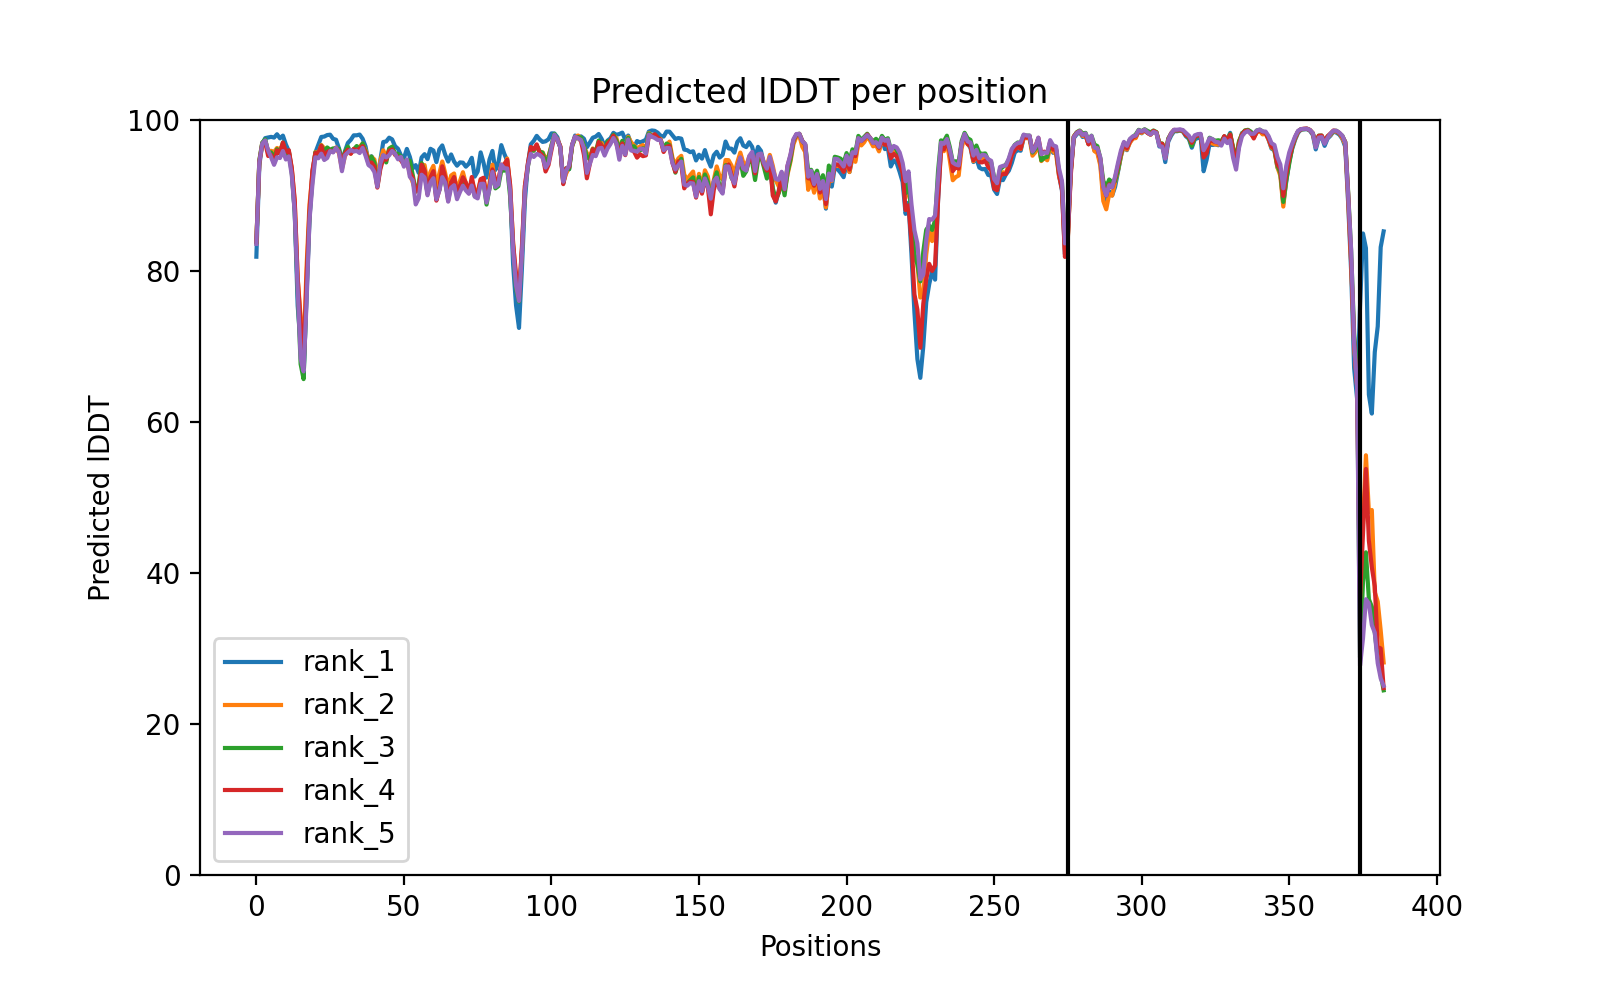 Predicted lDDT per position
100
80
60
40
20
0
Predicted lDDT
rank_1
rank_2
rank_3
rank_4
rank_5
0 50 100 150 200 250 300 350 400
Positions